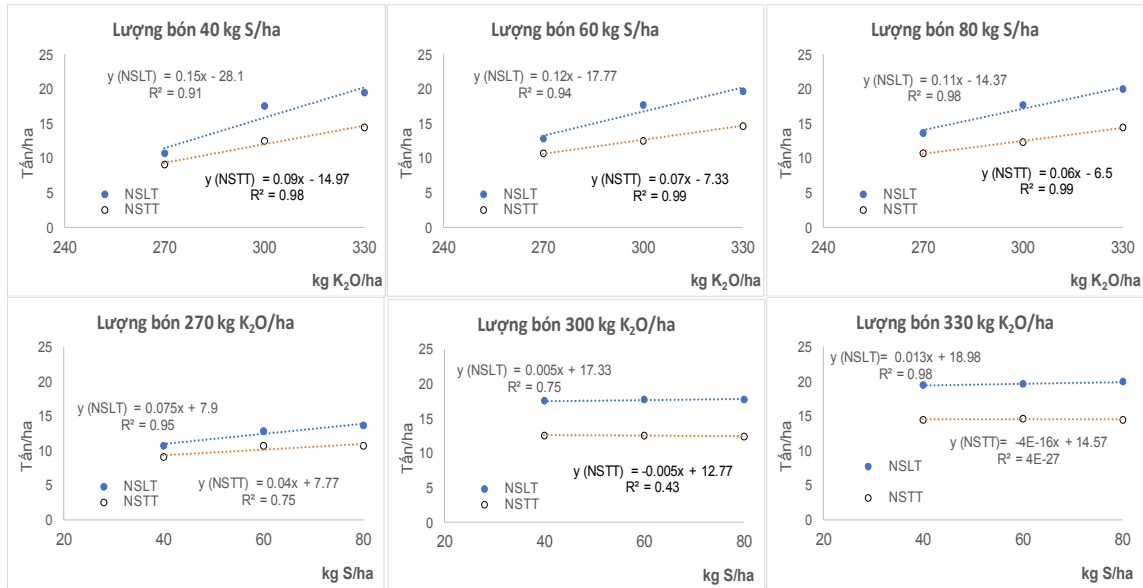 Lượng bón 40 kg S/ha
y (NSLT) = 0.15x - 28.1
R² = 0.91
y (NSTT) = 0.09x - 14.97
R² = 0.98
NSLT
NSTT
Tấn/ha
25
20
15
10
5
0
240
270
300
330
kg K₂O/ha
Lượng bón 60 kg S/ha
y (NSLT) = 0.12x - 17.77
R² = 0.94
y (NSTT) = 0.07x - 7.33
R² = 0.99
NSLT
NSTT
Tấn/ha
25
20
15
10
5
0
240
270
300
330
kg K₂O/ha
Lượng bón 80 kg S/ha
y (NSLT) = 0.11x - 14.37
R² = 0.98
y (NSTT) = 0.06x - 6.5
R² = 0.99
NSLT
NSTT
Tấn/ha
25
20
15
10
5
0
240
270
300
330
kg K₂O/ha
Lượng bón 270 kg K₂O/ha
y (NSLT) = 0.075x + 7.9
R² = 0.95
y (NSTT) = 0.04x + 7.77
R² = 0.75
NSLT
NSTT
Tấn/ha
25
20
15
10
5
0
20
40
60
80
kg S/ha
Lượng bón 300 kg K₂O/ha
y (NSLT) = 0.005x + 17.33
R² = 0.75
y (NSTT) = -0.005x + 12.77
R² = 0.43
NSLT
NSTT
Tấn/ha
25
20
15
10
5
0
20
40
60
80
kg S/ha
Lượng bón 330 kg K₂O/ha
y (NSLT)= 0.013x + 18.98
R² = 0.98
y (NSTT)= -4E-16x + 14.57
R² = 4E-27
NSLT
NSTT
Tấn/ha
25
20
15
10
5
0
20
40
60
80
kg S/ha